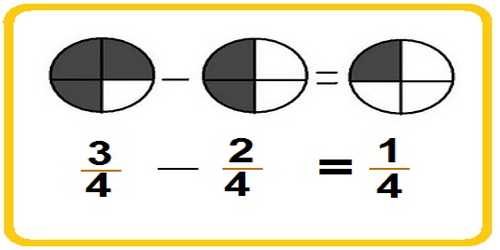 3/4 — 2/4 = 1/4